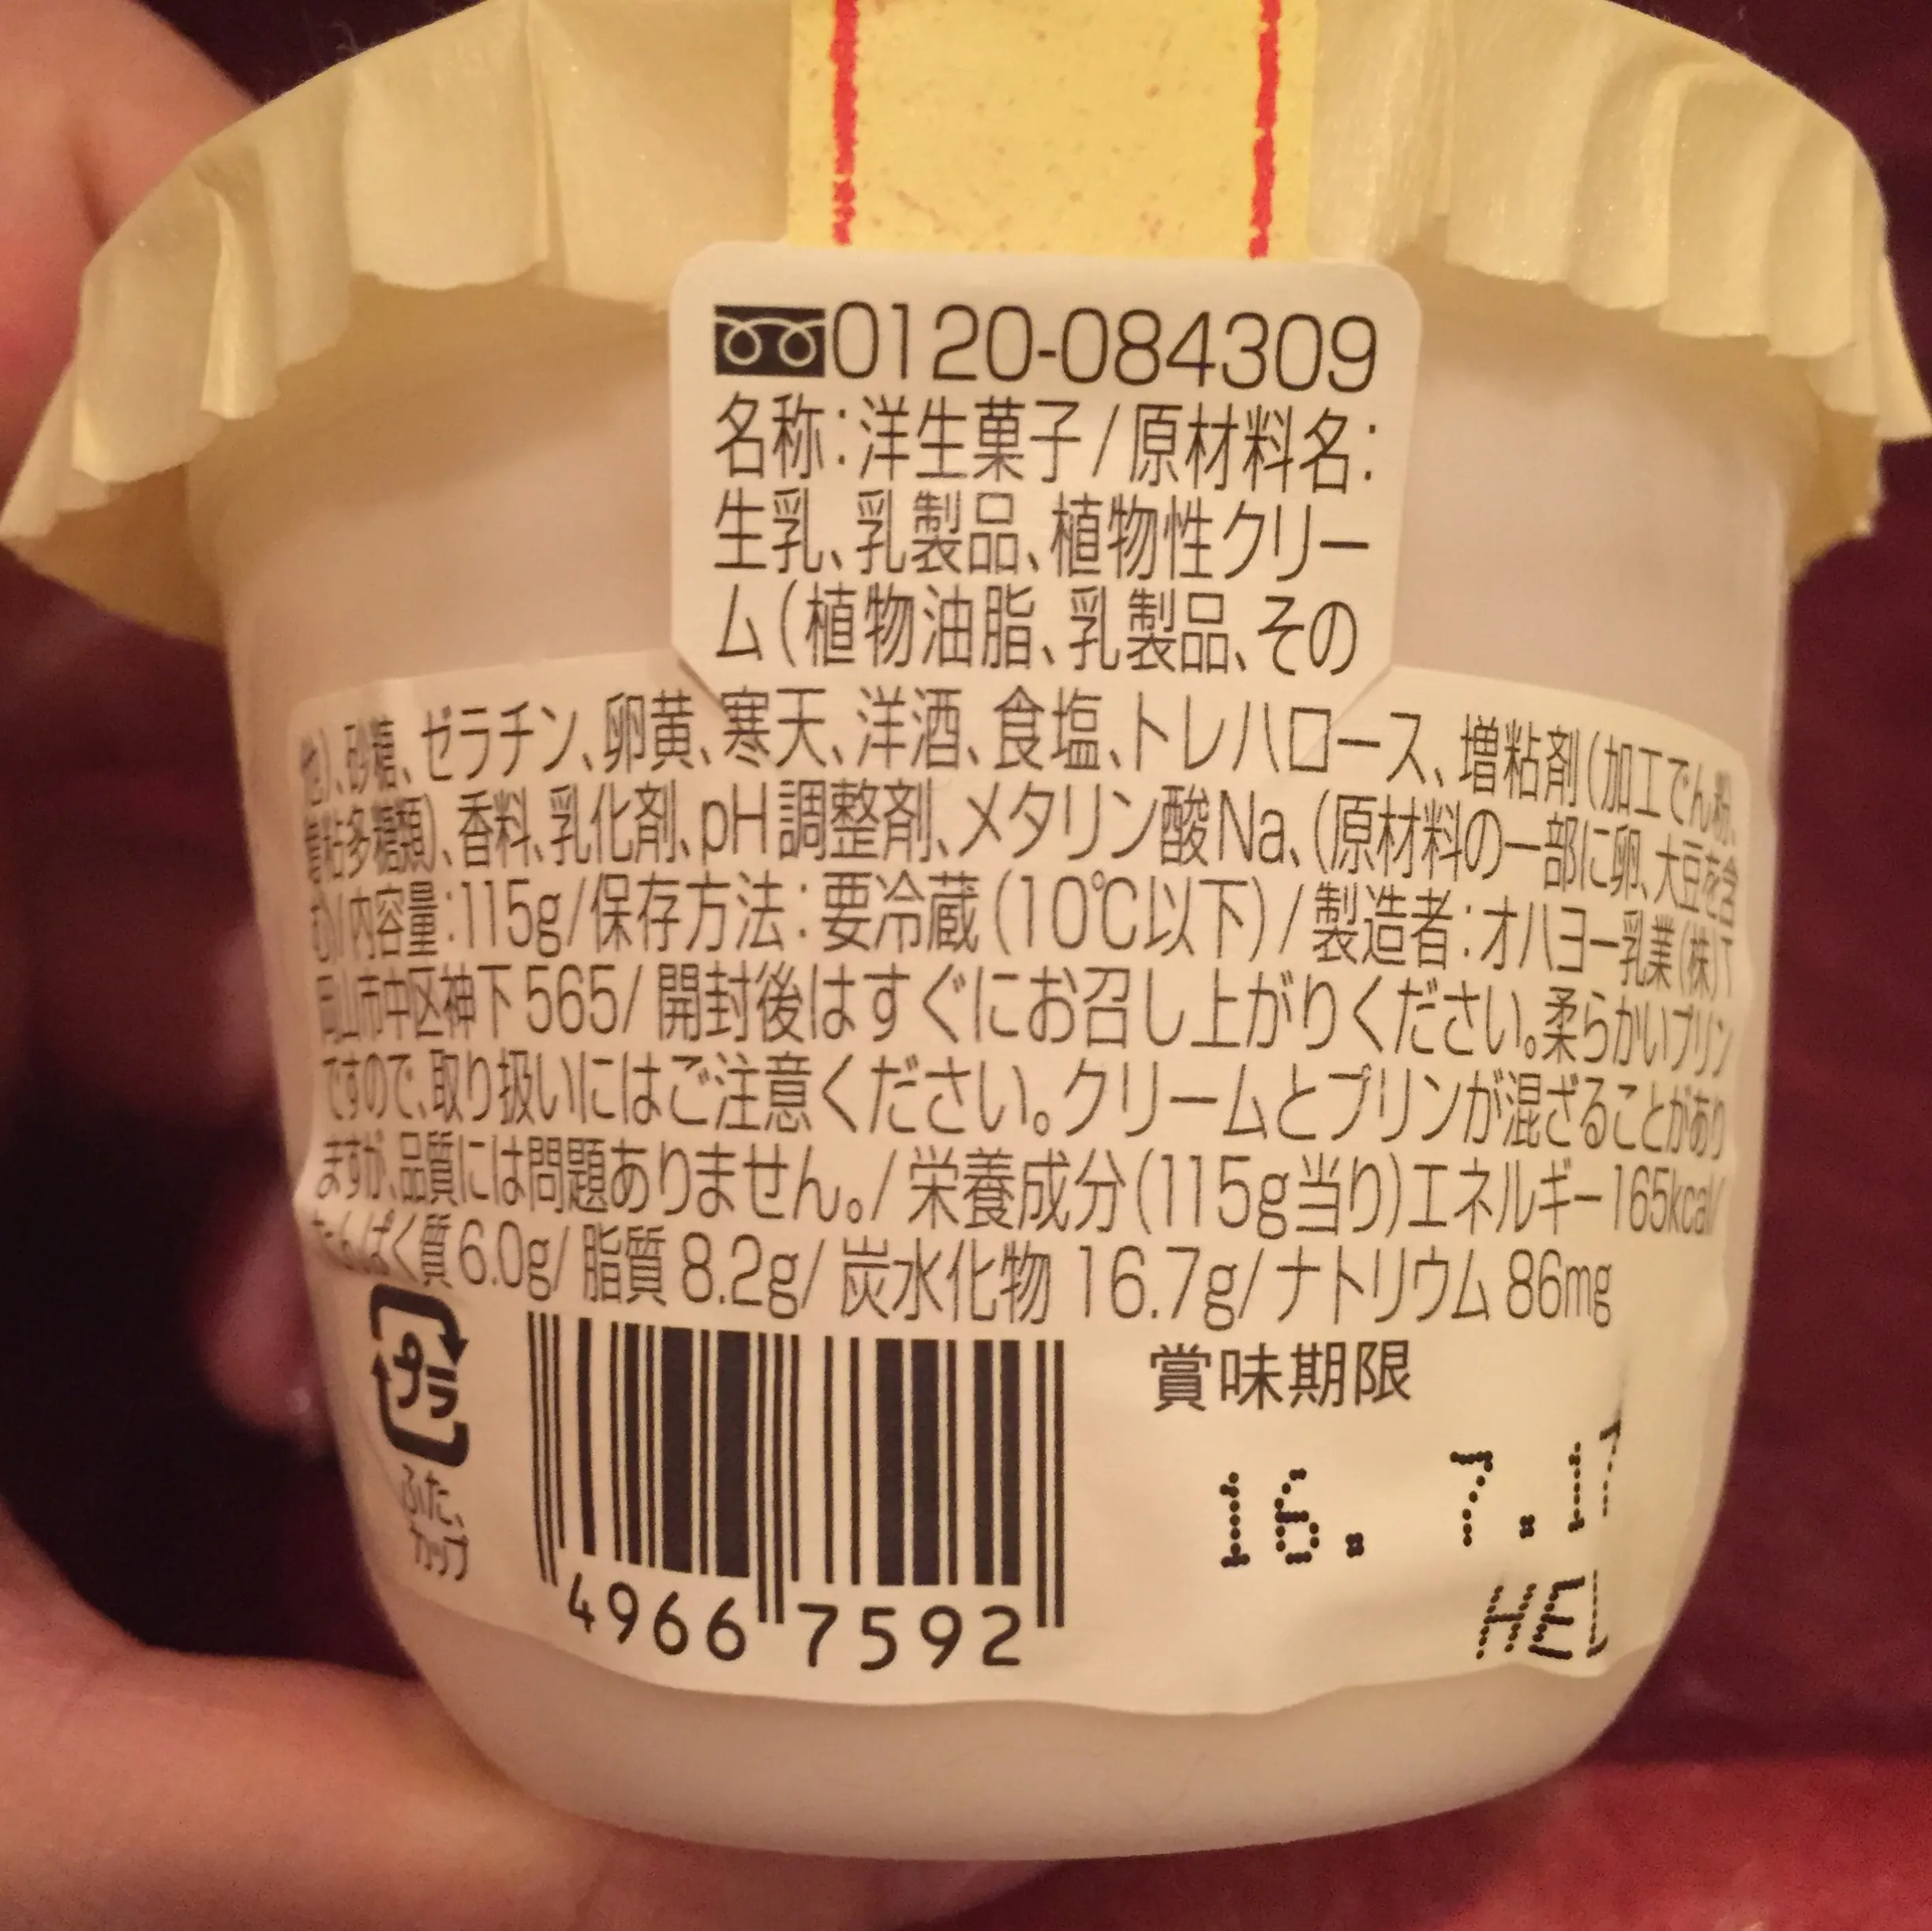 0120-084309
名称:洋生菓子/原材料名:
生乳、乳製品、植物性クリー
ム(植物油脂、乳製品、その
他)、砂糖、ゼラチン、卵黄、寒天、洋酒、食塩、トレハロース、増粘剤(加工でん粉、
増粘多糖類)、香料、乳化剤、pH調整剤、メタリン酸Na、(原材料の一部に卵、大豆を含
む)/内容量:115g/保存方法:要冷蔵(10℃以下)/製造者:オハヨー乳業(株)
岡山市中区神下565/開封後はすぐにお召し上がりください。柔らかいプリン
ですので、取り扱いにはご注意ください。クリームとプリンが混ざることがあり
ますが、品質には問題ありません。/栄養成分(115g当り)エネルギー165kcal/
たんぱく質6.0g/脂質8.2g/炭水化物16.7g/ナトリウム86mg
プラ
ふた、
カップ
4966 7592
賞味期限
16. 7.17